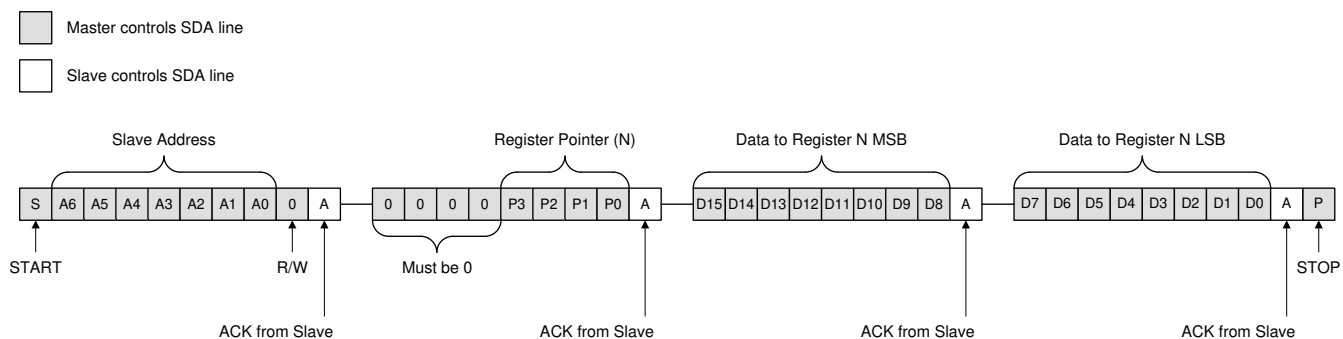 Master controls SDA line
Slave controls SDA line
Slave Address
Register Pointer (N)
Data to Register N MSB
Data to Register N LSB
S A6 A5 A4 A3 A2 A1 A0 0 A 0 0 0 0 P3 P2 P1 P0 A D15 D14 D13 D12 D11 D10 D9 D8 A D7 D6 D5 D4 D3 D2 D1 D0 A P
START R/W Must be 0 STOP
ACK from Slave ACK from Slave ACK from Slave ACK from Slave